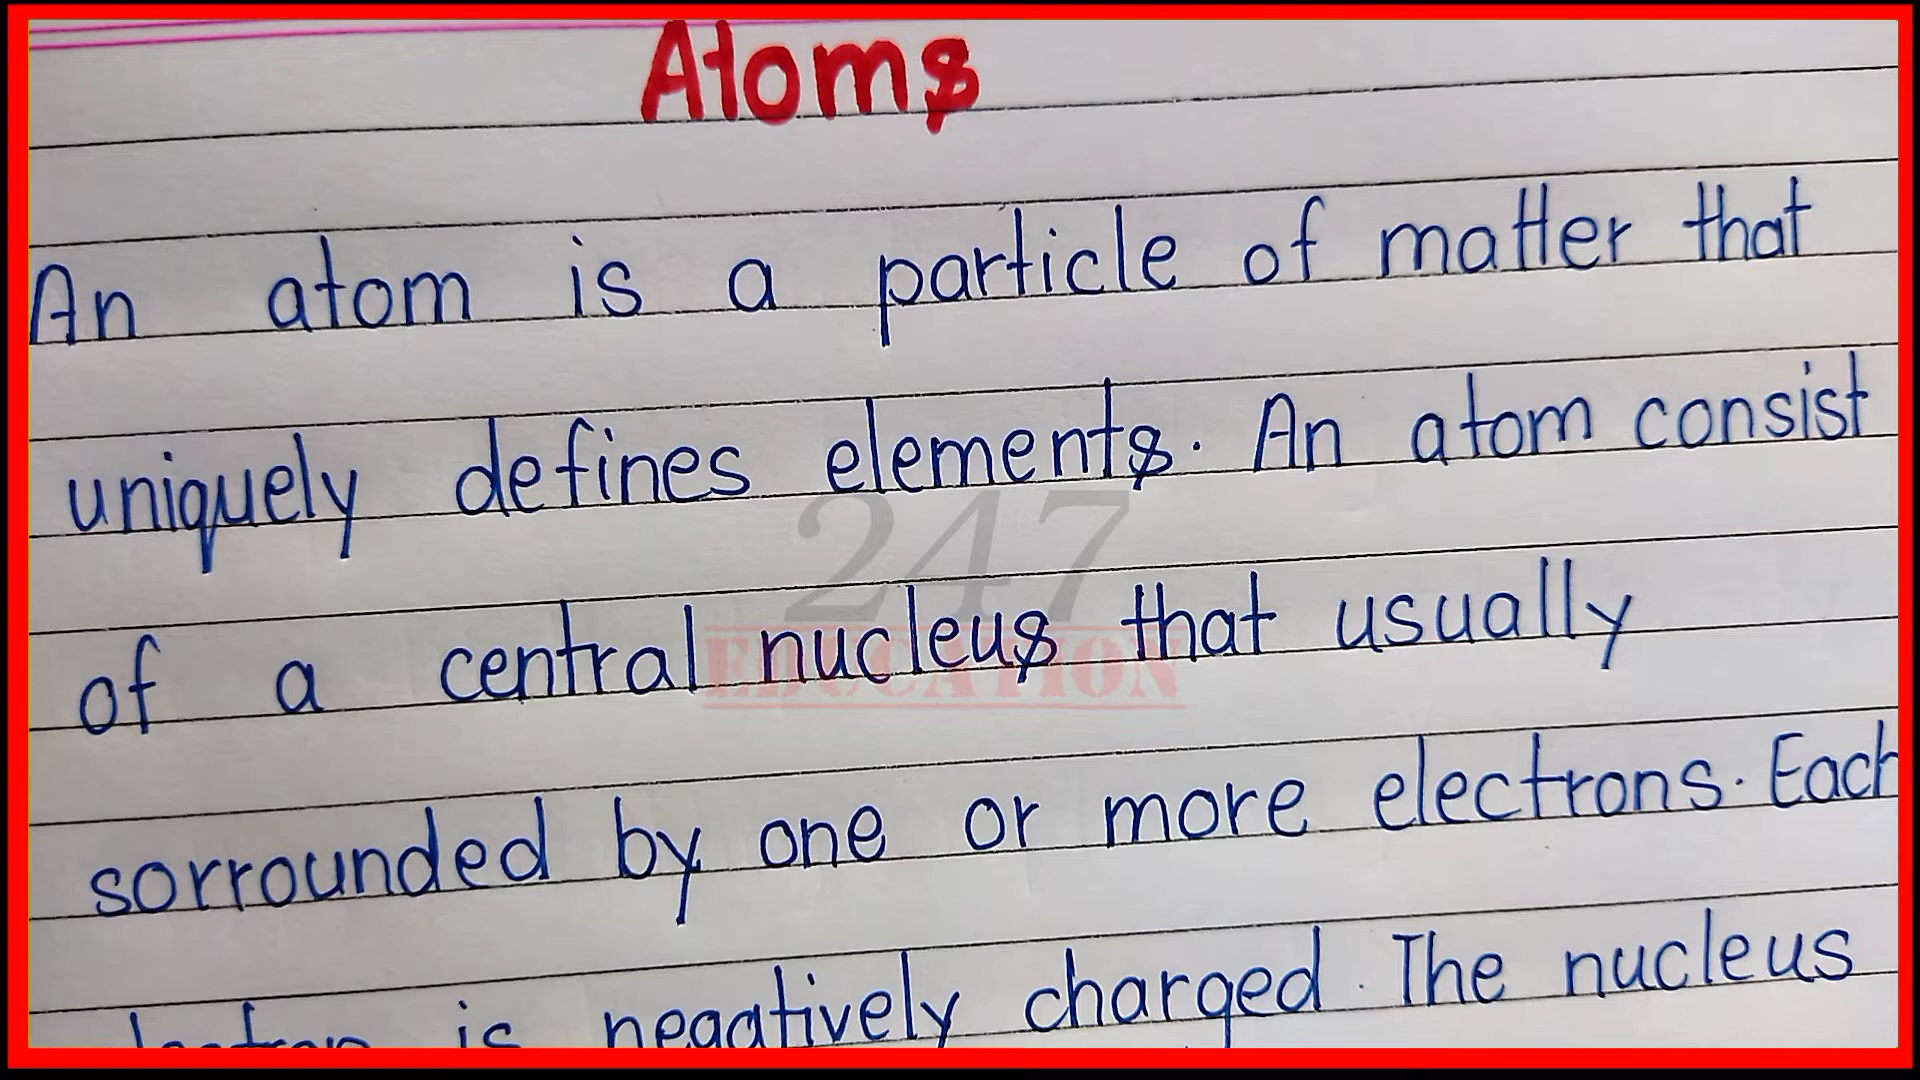 Atoms
An atom is a particle of matter that
uniquely defines elements. An atom consist
of a central nucleus that usually
sorrounded by one or more electrons. Each
electron is negatively charged. The nucleus
247
EDUCATION